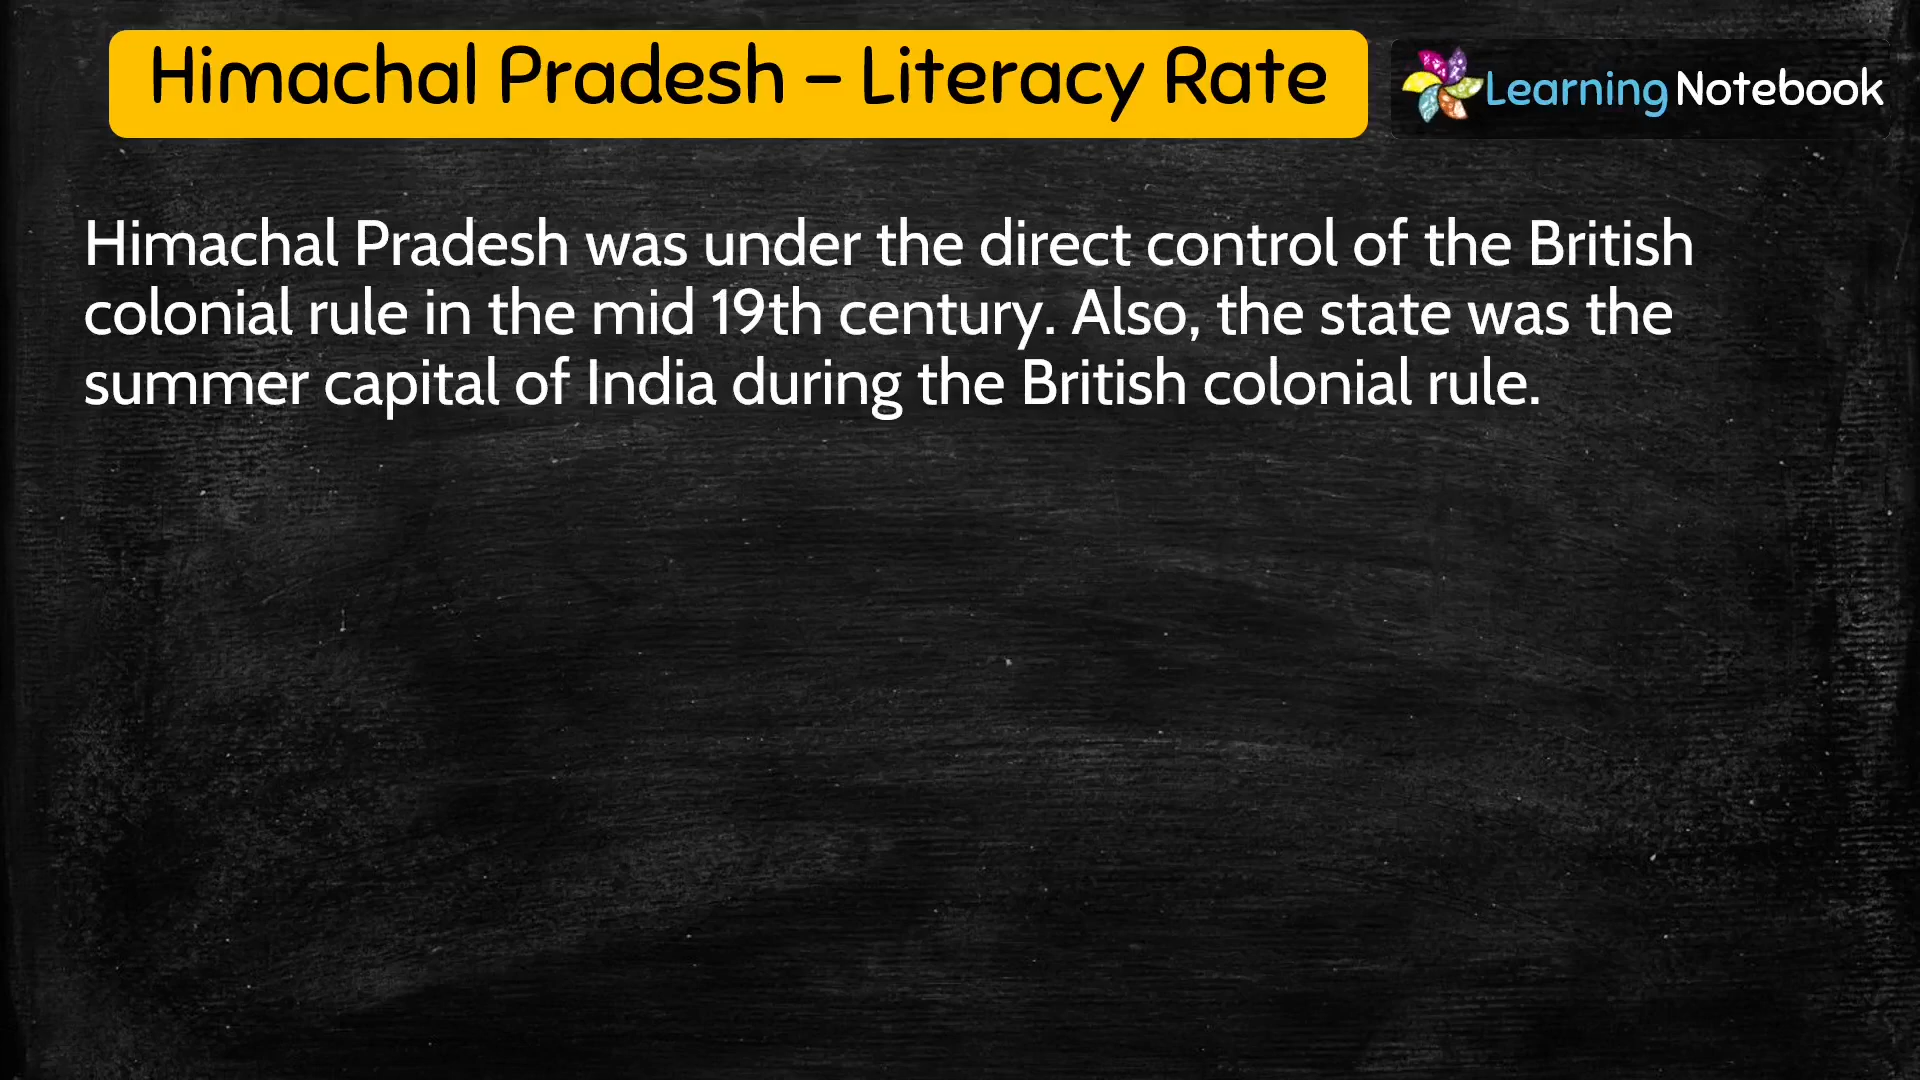 Himachal Pradesh – Literacy Rate
Learning Notebook
Himachal Pradesh was under the direct control of the British
colonial rule in the mid 19th century. Also, the state was the
summer capital of India during the British colonial rule.